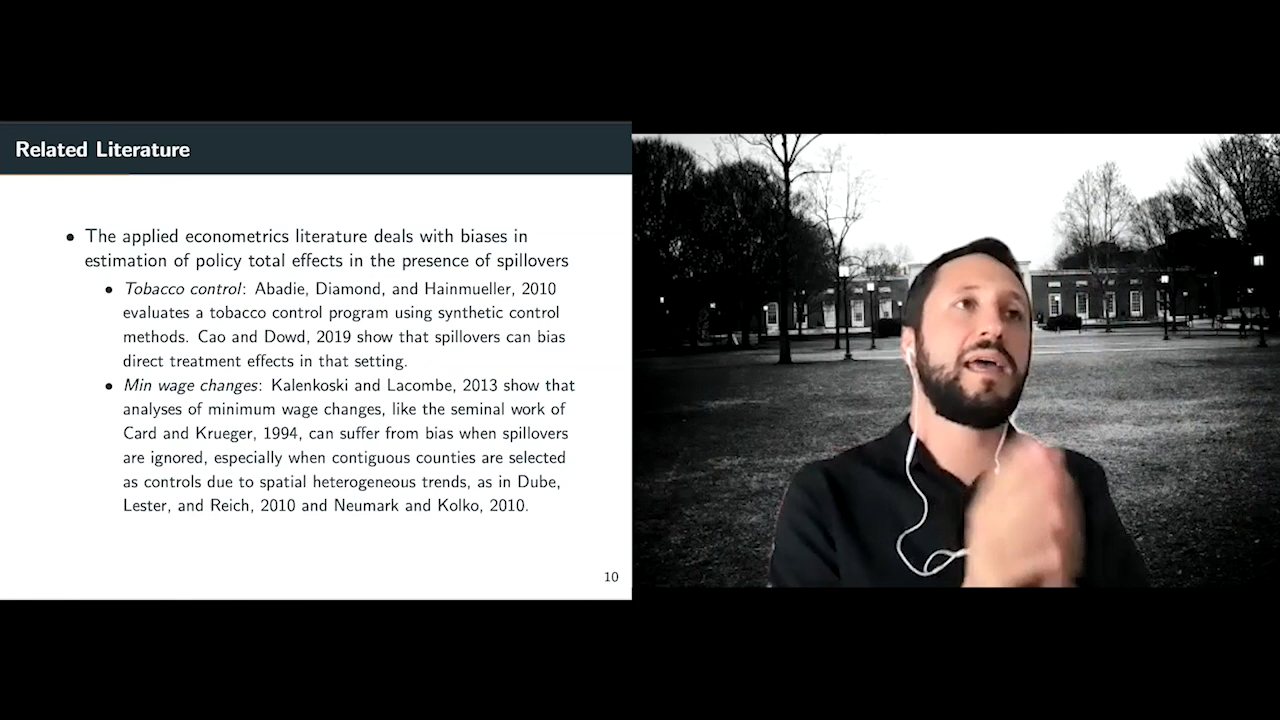 Related Literature
• The applied econometrics literature deals with biases in
estimation of policy total effects in the presence of spillovers
• Tobacco control: Abadie, Diamond, and Hainmueller, 2010
evaluates a tobacco control program using synthetic control
methods. Cao and Dowd, 2019 show that spillovers can bias
direct treatment effects in that setting.
• Min wage changes: Kalenkoski and Lacombe, 2013 show that
analyses of minimum wage changes, like the seminal work of
Card and Krueger, 1994, can suffer from bias when spillovers
are ignored, especially when contiguous counties are selected
as controls due to spatial heterogeneous trends, as in Dube,
Lester, and Reich, 2010 and Neumark and Kolko, 2010.
10